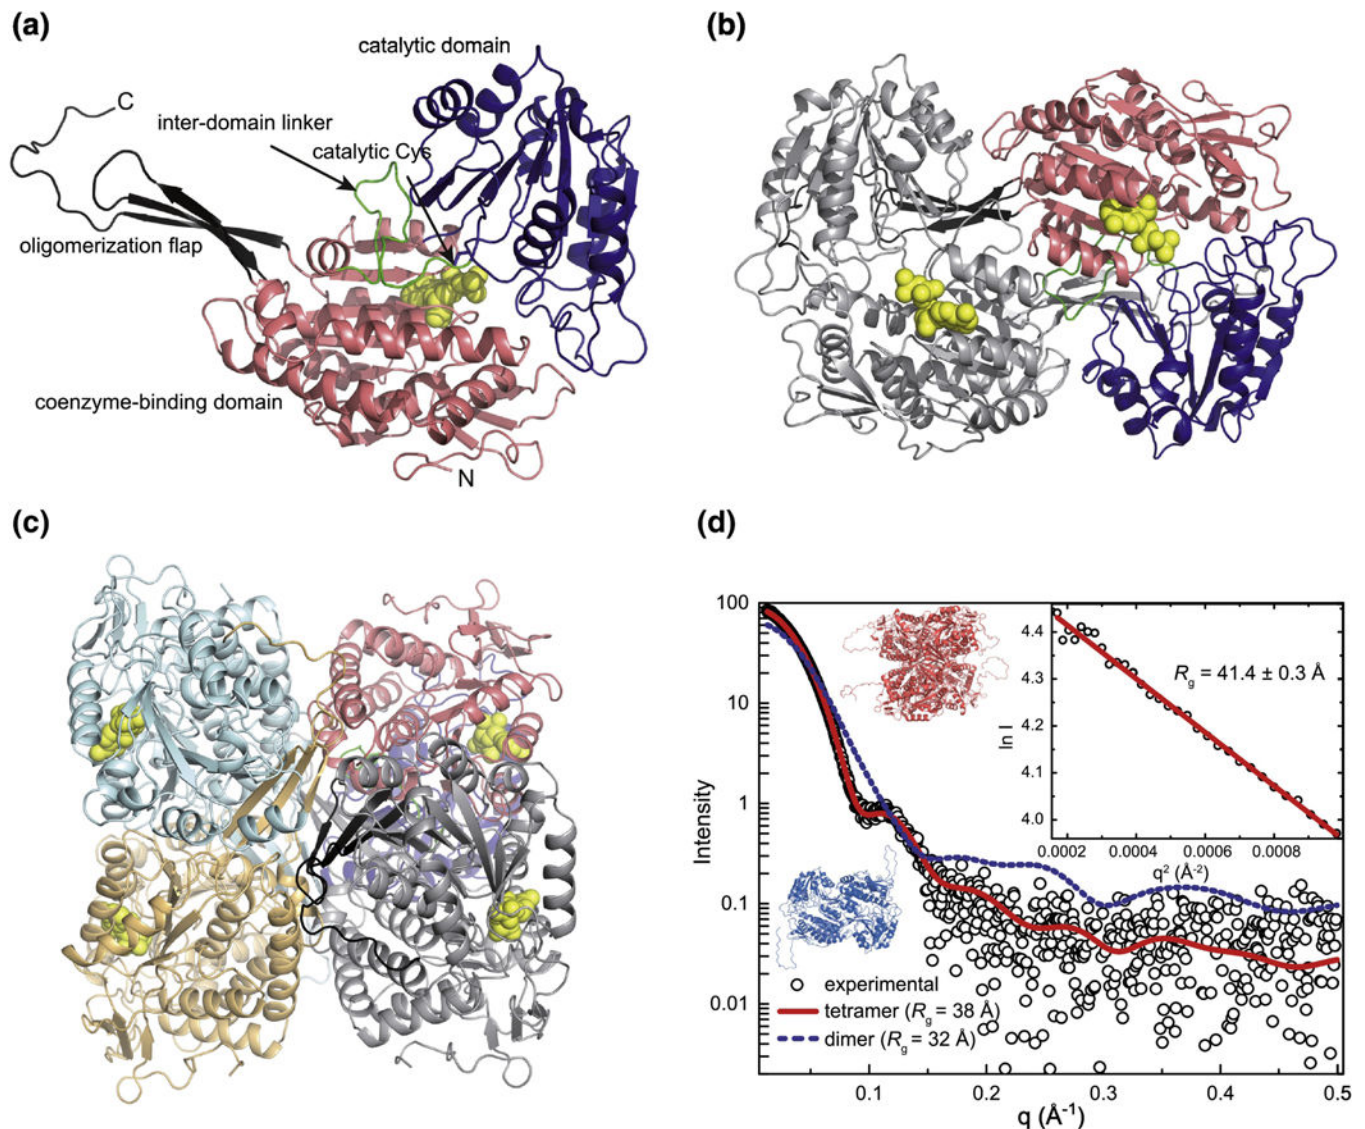 (a)
catalytic domain
C
inter-domain linker
catalytic Cys
oligomerization flap
coenzyme-binding domain
N
(b)
(c)
(d)
100
10
1
0.1
0.01
Intensity
0.1
0.2
0.3
0.4
0.5
q (Å⁻¹)
experimental
tetramer (Rg = 38 Å)
dimer (Rg = 32 Å)
4.4
4.3
4.2
4.1
4.0
ln I
Rg = 41.4 ± 0.3 Å
0.0002
0.0004
0.0006
0.0008
q² (Å⁻²)